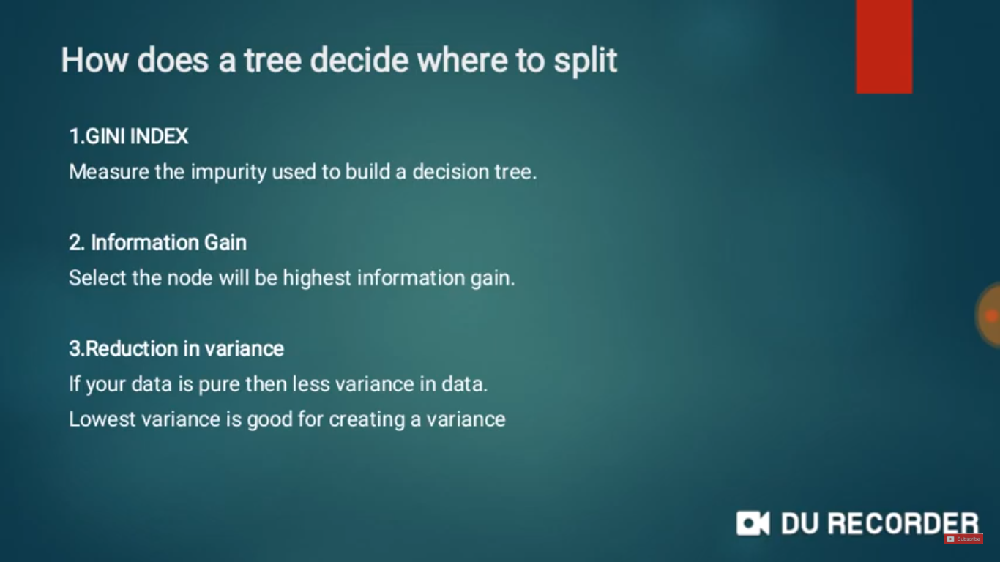 How does a tree decide where to split
1.GINI INDEX
Measure the impurity used to build a decision tree.
2. Information Gain
Select the node will be highest information gain.
3.Reduction in variance
If your data is pure then less variance in data.
Lowest variance is good for creating a variance
DU RECORDER
Subscribe